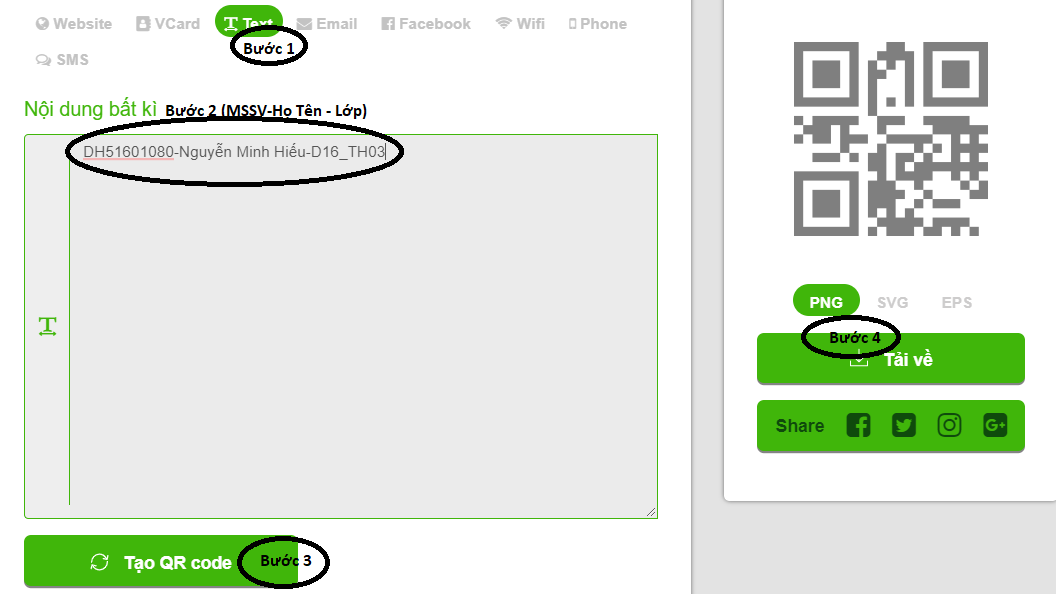 Website VCard Text Email Facebook Wifi Phone
Bước 1
SMS
Nội dung bất kì Bước 2 (MSSV-Họ Tên - Lớp)
DH51601080-Nguyễn Minh Hiếu-D16_TH03
Tạo QR code Bước 3
PNG SVG EPS
Bước 4
Tải về
Share